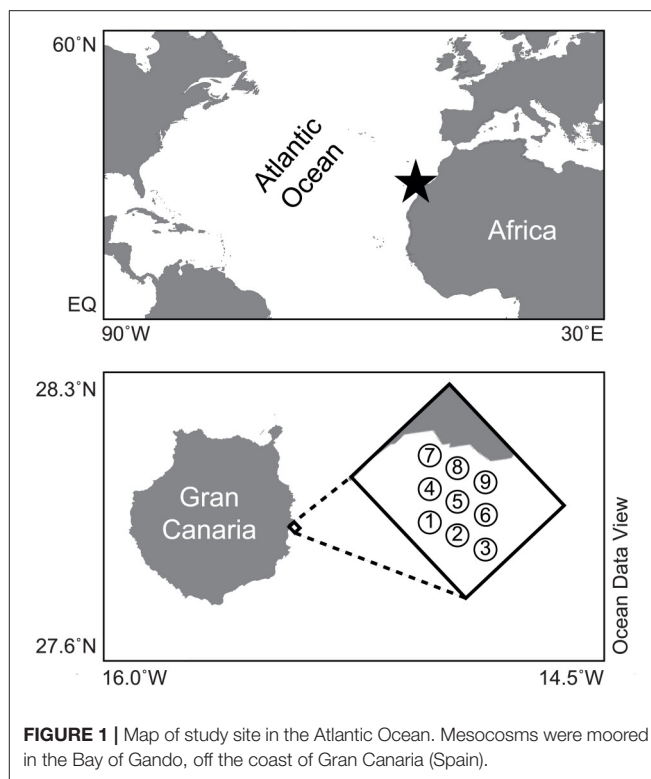 60˚N
Atlantic
Ocean
Africa
EQ
90˚W 30˚E
28.3˚N
Gran
Canaria
7
8
9
4
5
6
1
2
3
Ocean Data View
27.6˚N
16.0˚W 14.5˚W
FIGURE 1 | Map of study site in the Atlantic Ocean. Mesocosms were moored
in the Bay of Gando, off the coast of Gran Canaria (Spain).